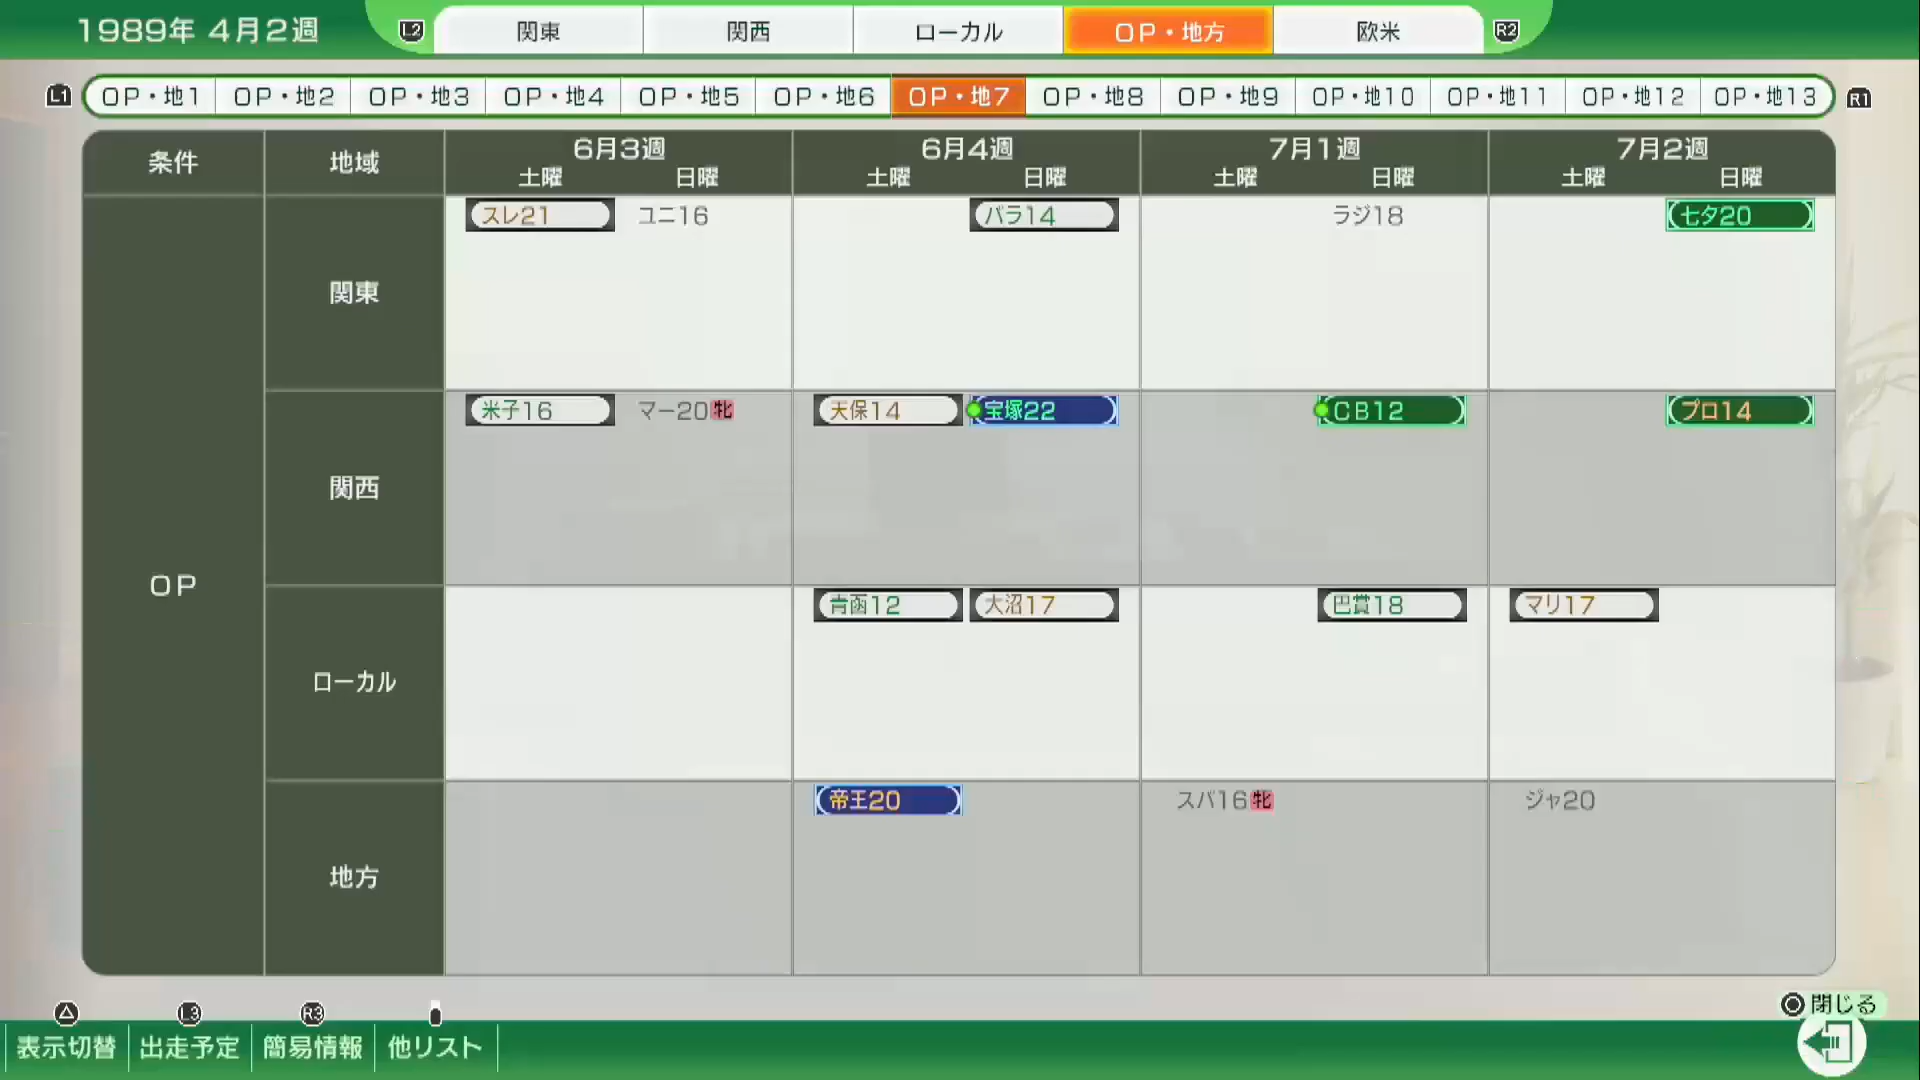 1989年 4月2週
L2 関東 関西 ローカル OP・地方 欧米 R2
L1 OP・地1 OP・地2 OP・地3 OP・地4 OP・地5 OP・地6 OP・地7 OP・地8 OP・地9 OP・地10 OP・地11 OP・地12 OP・地13 R1
条件 地域 6月3週 6月4週 7月1週 7月2週
土曜 日曜 土曜 日曜 土曜 日曜 土曜 日曜
スレ21 ユニ16 バラ14 ラジ18 七夕20
関東
米子16 マー20牝 天保14 宝塚22 CB12 プロ14
関西
OP
青函12 大沼17 巴賞18 マリ17
ローカル
帝王20 スパ16牝 ジャ20
地方
閉じる
L3 R3
表示切替 出走予定 簡易情報 他リスト